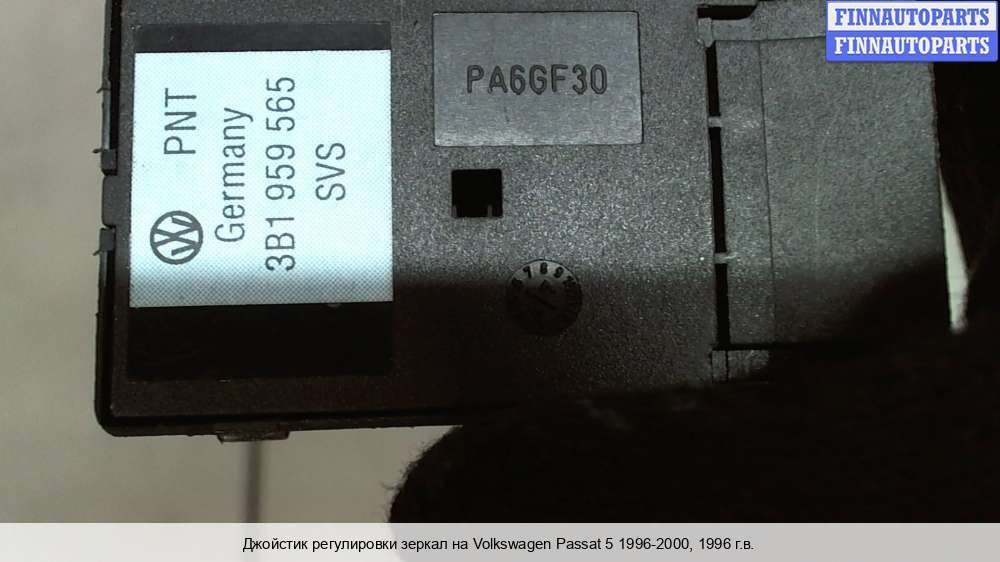 FINNAUTOPARTS
FINNAUTOPARTS
PNT
Germany
3B1 959 565
SVS
PA6GF30
Джойстик регулировки зеркал на Volkswagen Passat 5 1996-2000, 1996 г.в.